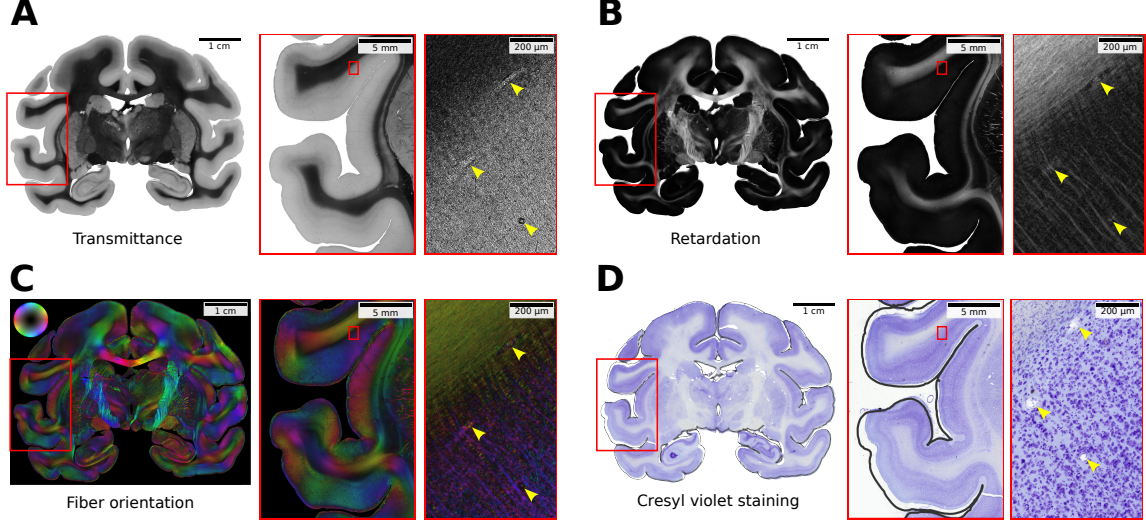 A
1 cm
5 mm
200 µm
Transmittance
B
1 cm
5 mm
200 µm
Retardation
C
1 cm
5 mm
200 µm
Fiber orientation
D
1 cm
5 mm
200 µm
Cresyl violet staining